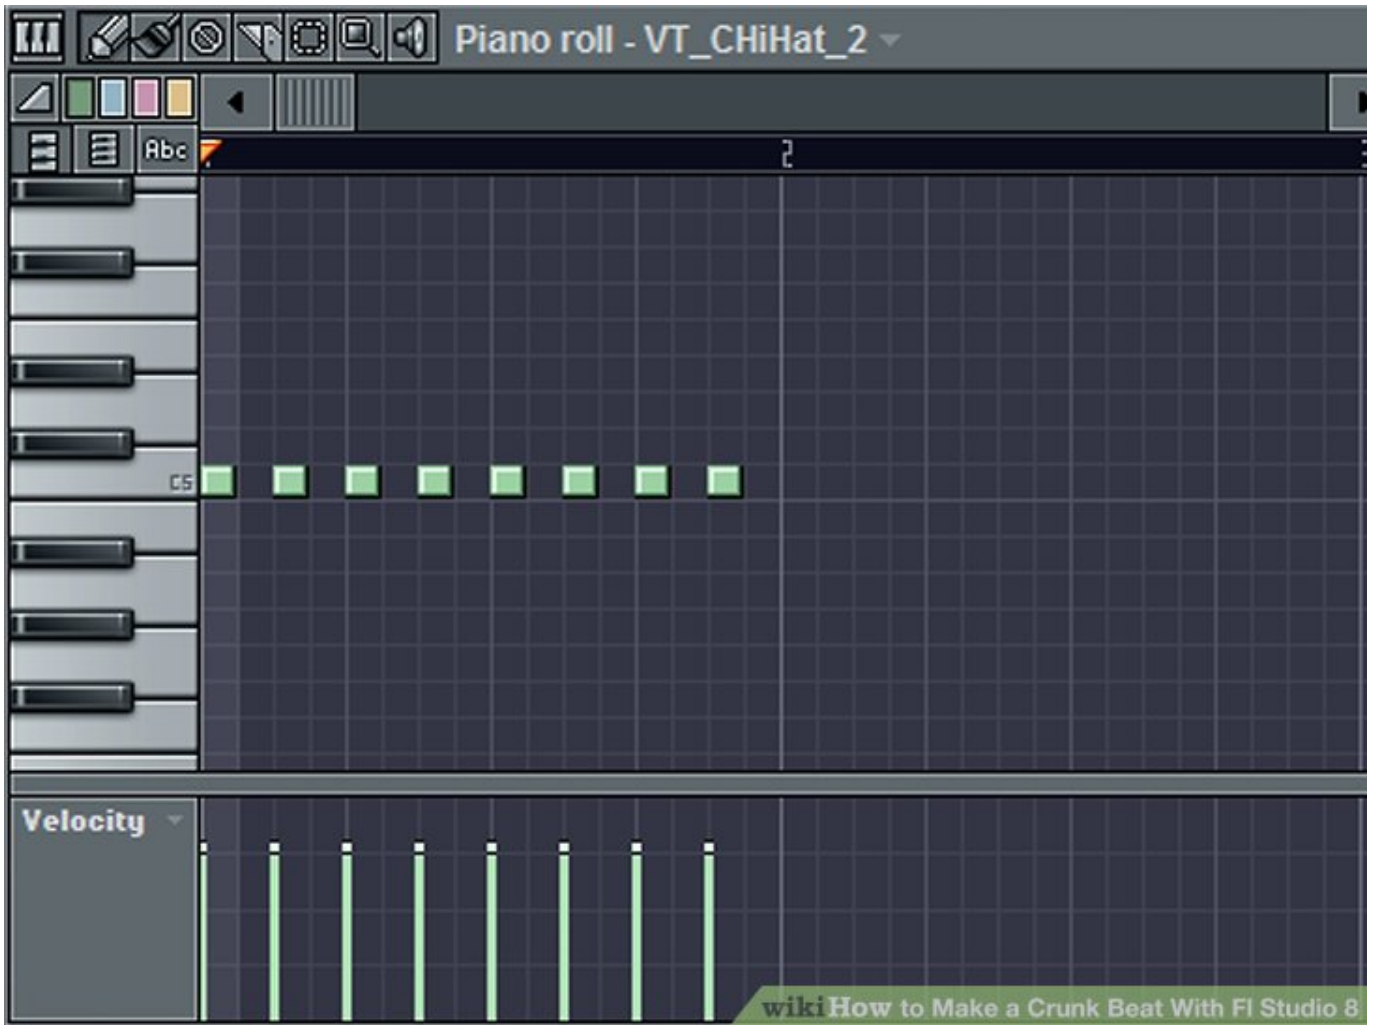 Piano roll - VT_CHiHat_2
Abc
2
C5
Velocity
wikiHow to Make a Crunk Beat With Fl Studio 8